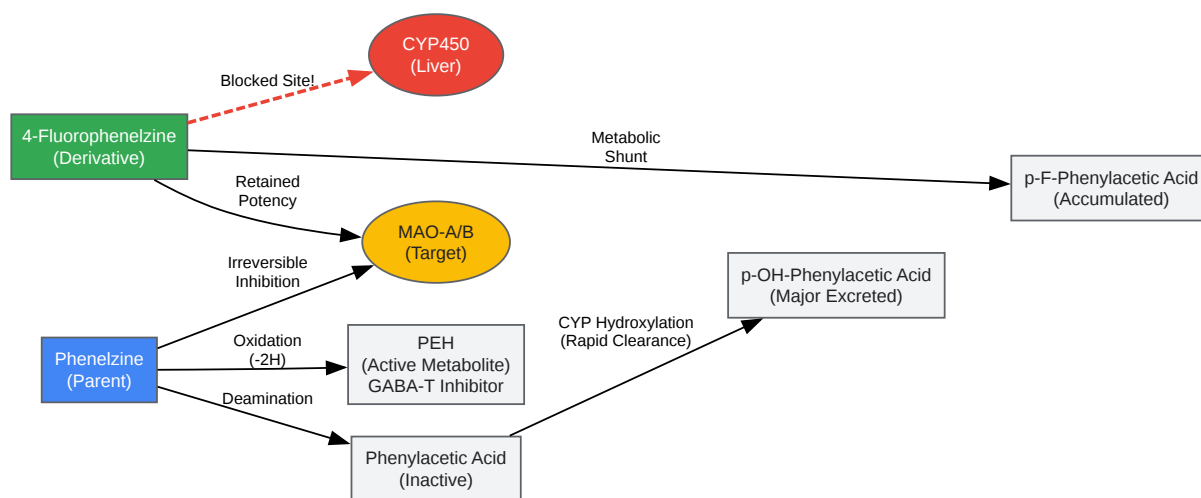 CYP450
(Liver)
Blocked Site!
4-Fluorophenelzine
(Derivative)
Metabolic
Shunt
p-F-Phenylacetic Acid
(Accumulated)
Retained
Potency
MAO-A/B
(Target)
Irreversible
Inhibition
p-OH-Phenylacetic Acid
(Major Excreted)
CYP Hydroxylation
(Rapid Clearance)
Oxidation
(-2H)
PEH
(Active Metabolite)
GABA-T Inhibitor
Phenelzine
(Parent)
Deamination
Phenylacetic Acid
(Inactive)